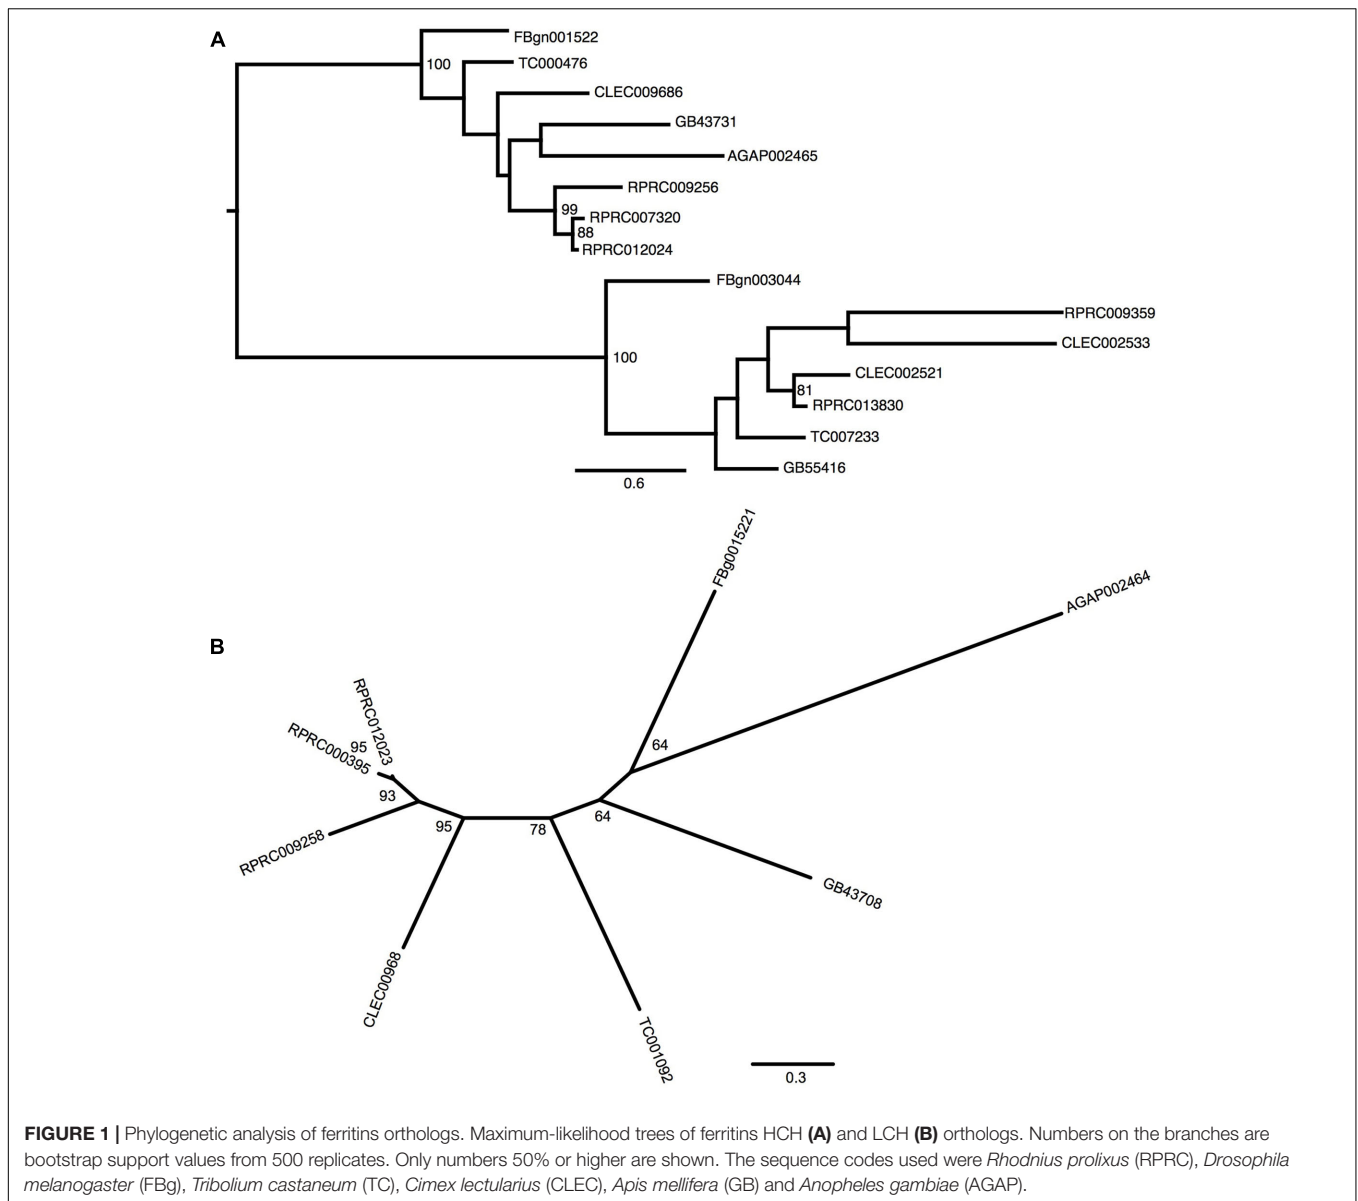 A
FBgn001522
100
TC000476
CLEC009686
GB43731
AGAP002465
RPRC009256
99
RPRC007320
88
RPRC012024
FBgn003044
RPRC009359
CLEC002533
100
CLEC002521
81
RPRC013830
TC007233
GB55416
0.6
FBg0015221
AGAP002464
B
RPRC012023
RPRC000395
95
64
93
RPRC009258
95
78
64
GB43708
CLEC00968
TC001092
0.3
FIGURE 1 | Phylogenetic analysis of ferritins orthologs. Maximum-likelihood trees of ferritins HCH (A) and LCH (B) orthologs. Numbers on the branches are
bootstrap support values from 500 replicates. Only numbers 50% or higher are shown. The sequence codes used were Rhodnius prolixus (RPRC), Drosophila
melanogaster (FBg), Tribolium castaneum (TC), Cimex lectularius (CLEC), Apis mellifera (GB) and Anopheles gambiae (AGAP).